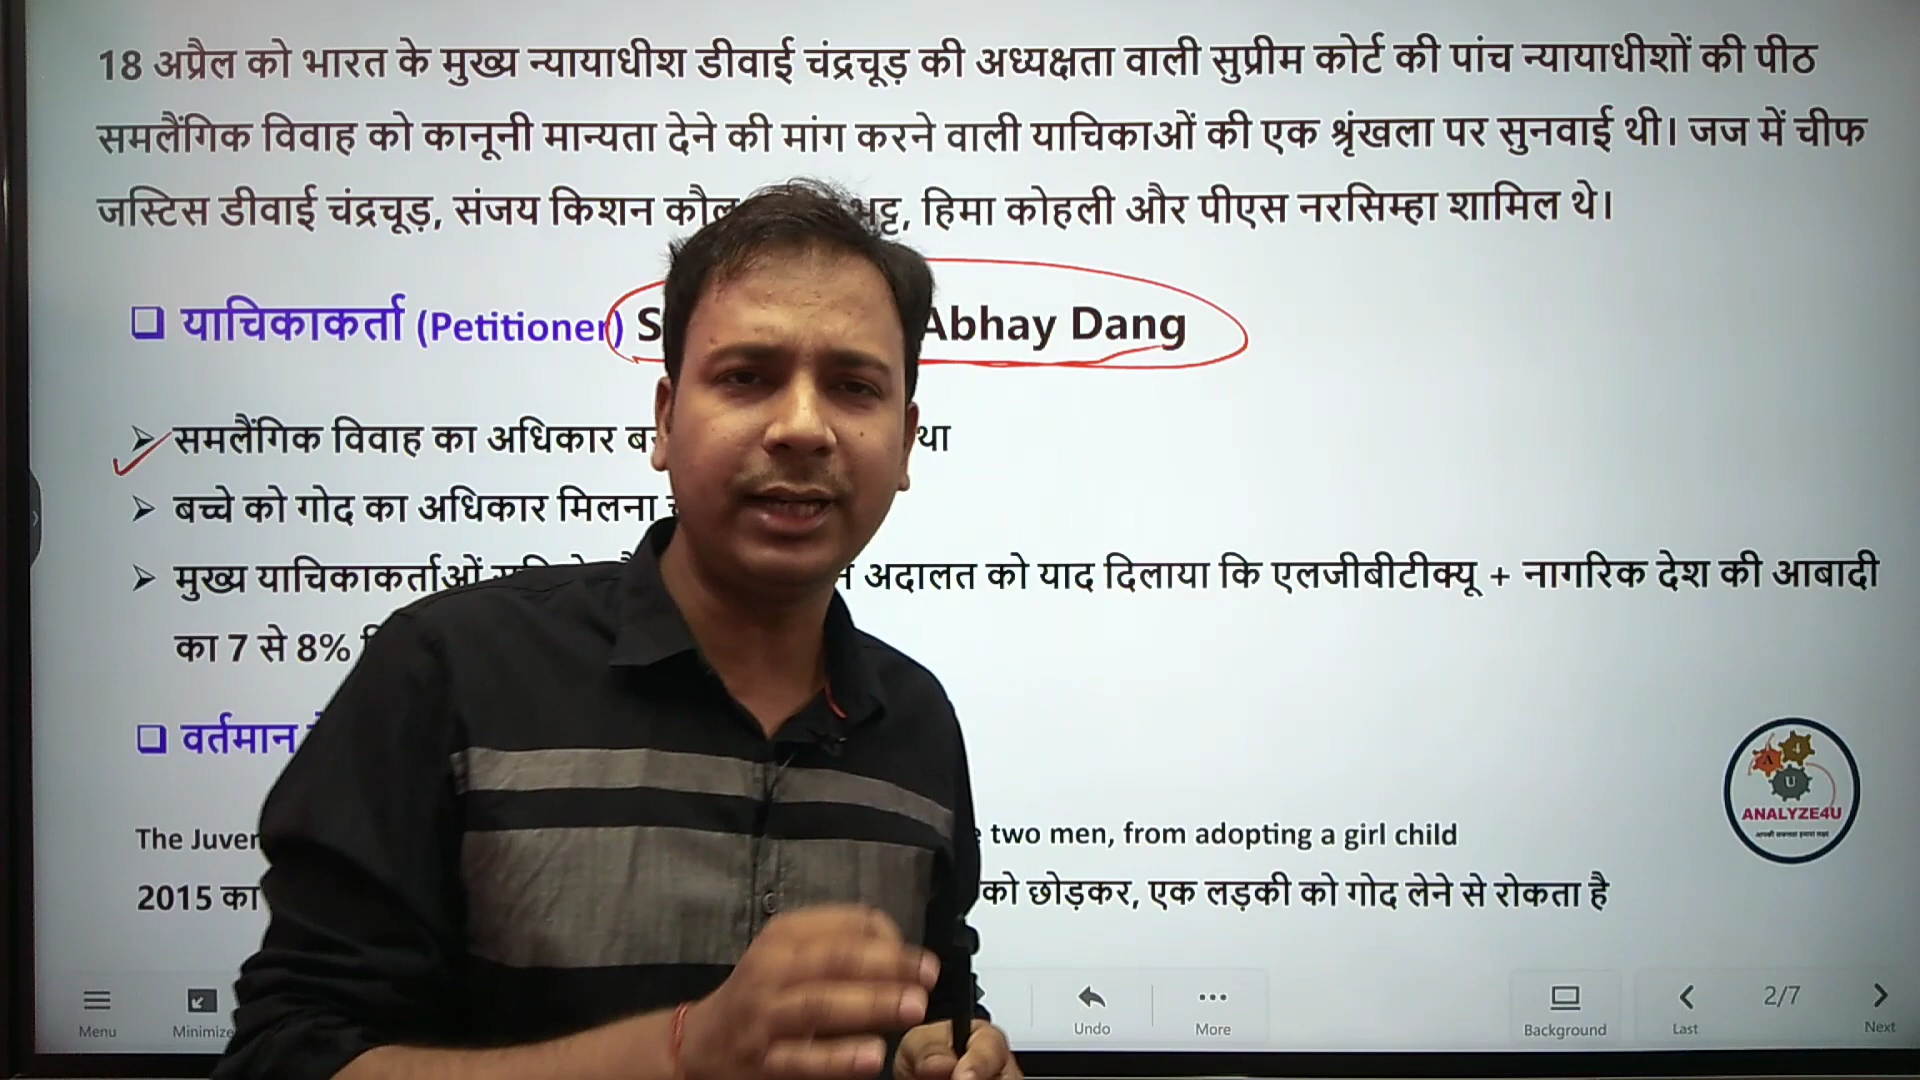 18 अप्रैल को भारत के मुख्य न्यायाधीश डीवाई चंद्रचूड़ की अध्यक्षता वाली सुप्रीम कोर्ट की पांच न्यायाधीशों की पीठ
समलैंगिक विवाह को कानूनी मान्यता देने की मांग करने वाली याचिकाओं की एक श्रृंखला पर सुनवाई थी। जज में चीफ
जस्टिस डीवाई चंद्रचूड़, संजय किशन कौल भट्ट, हिमा कोहली और पीएस नरसिम्हा शामिल थे।
याचिकाकर्ता (Petitioner) Abhay Dang
समलैंगिक विवाह का अधिकार था
बच्चे को गोद का अधिकार मिलना
मुख्य याचिकाकर्ताओं अदालत को याद दिलाया कि एलजीबीटीक्यू + नागरिक देश की आबादी
का 7 से 8%
वर्तमान
The two men, from adopting a girl child
2015 का को छोड़कर, एक लड़की को गोद लेने से रोकता है
A 4 U
ANALYZE4U
Menu Minimize Undo More Background Last 2/7 Next